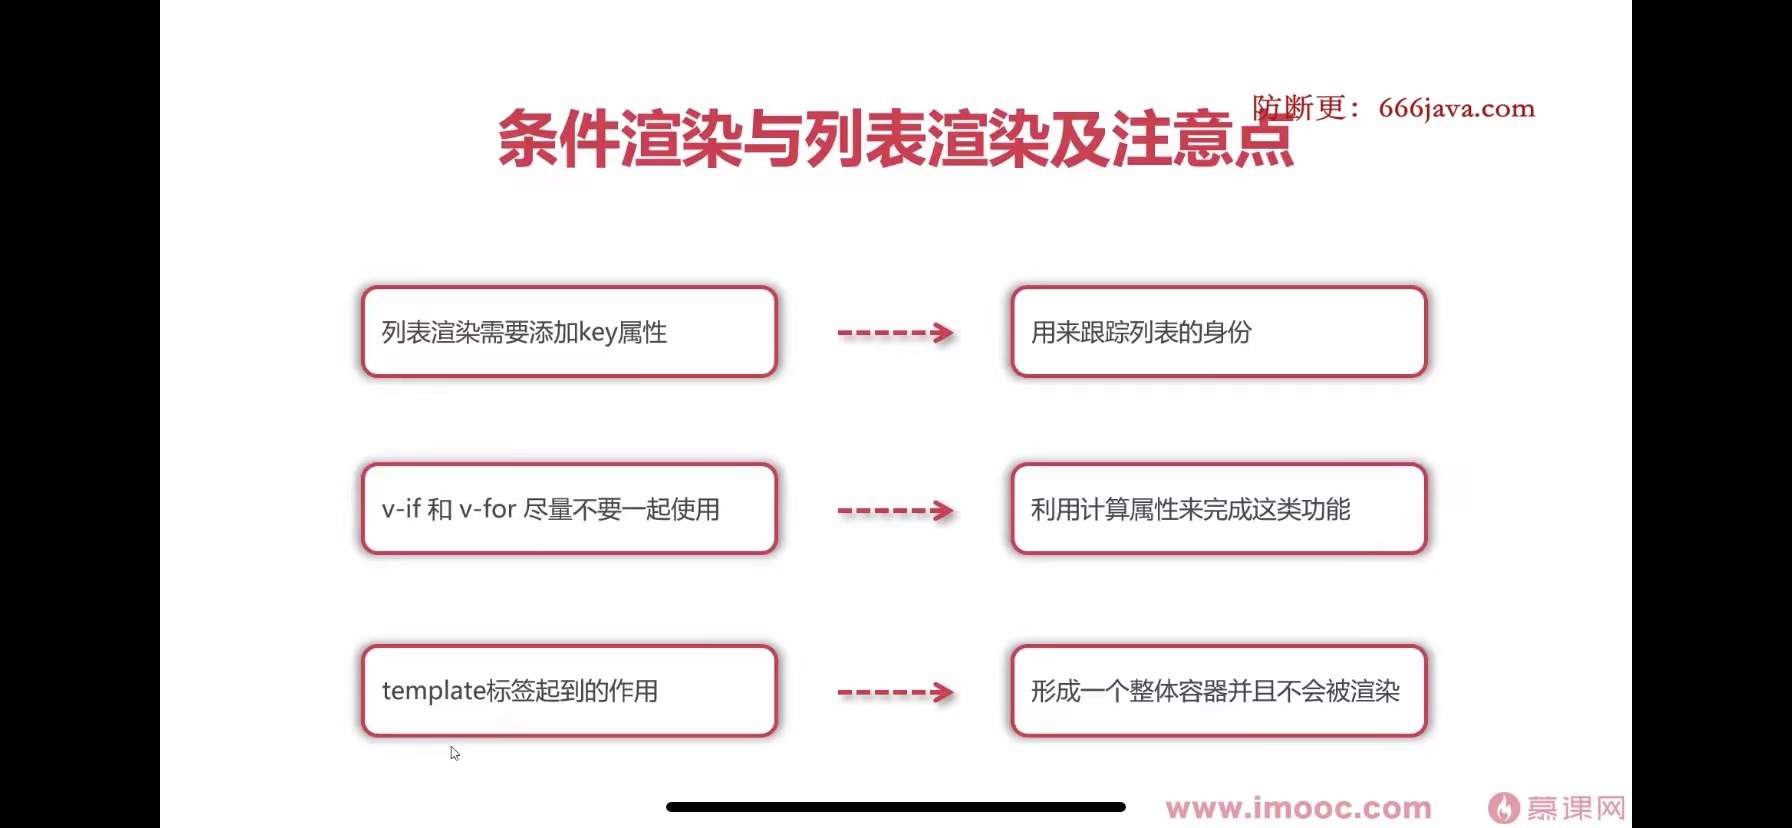 防断更：666java.com
条件渲染与列表渲染及注意点
列表渲染需要添加key属性
用来跟踪列表的身份
v-if 和 v-for 尽量不要一起使用
利用计算属性来完成这类功能
template标签起到的作用
形成一个整体容器并且不会被渲染
www.imooc.com
慕课网